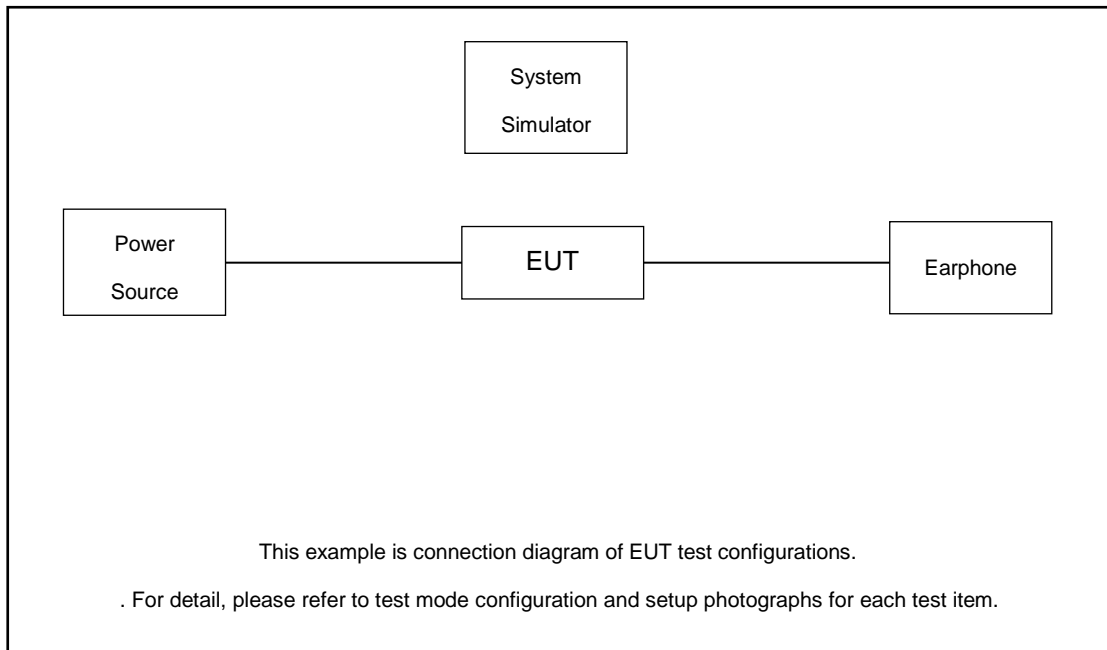 System
Simulator
Power
Source
EUT
Earphone
This example is connection diagram of EUT test configurations.
. For detail, please refer to test mode configuration and setup photographs for each test item.